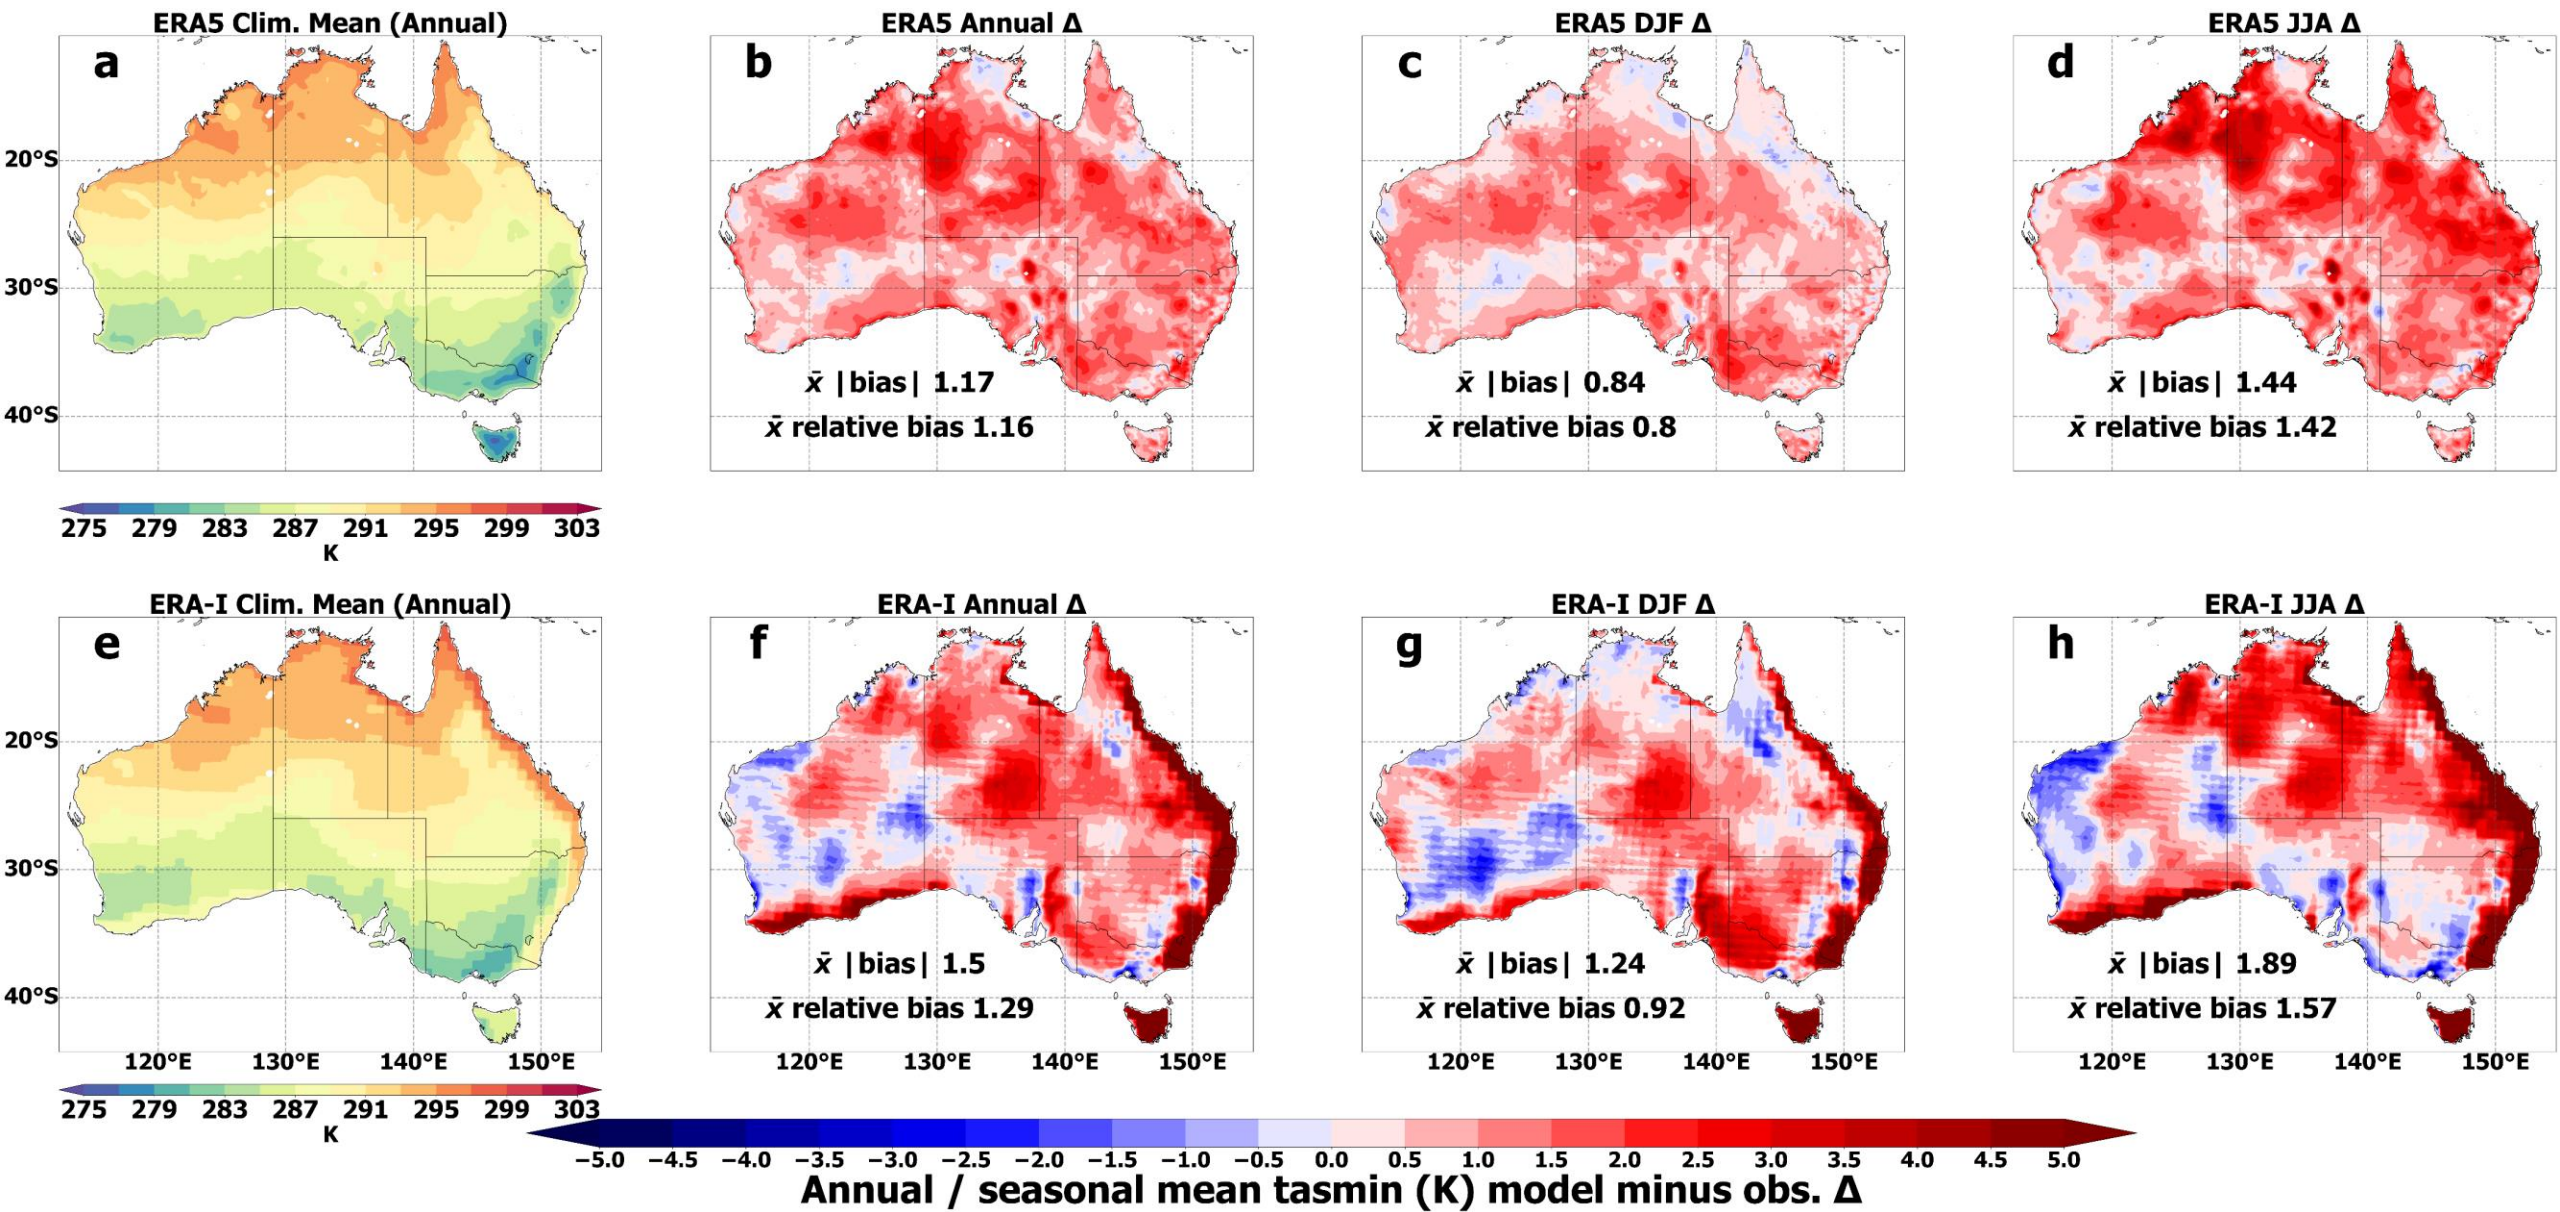 ERA5 Clim. Mean (Annual)
ERA5 Annual Δ
ERA5 DJF Δ
ERA5 JJA Δ
a
b
c
d
20°S
30°S
40°S
x̄ |bias| 1.17
x̄ relative bias 1.16
x̄ |bias| 0.84
x̄ relative bias 0.8
x̄ |bias| 1.44
x̄ relative bias 1.42
275 279 283 287 291 295 299 303
K
ERA-I Clim. Mean (Annual)
ERA-I Annual Δ
ERA-I DJF Δ
ERA-I JJA Δ
e
f
g
h
20°S
30°S
40°S
x̄ |bias| 1.5
x̄ relative bias 1.29
x̄ |bias| 1.24
x̄ relative bias 0.92
x̄ |bias| 1.89
x̄ relative bias 1.57
120°E 130°E 140°E 150°E
120°E 130°E 140°E 150°E
120°E 130°E 140°E 150°E
120°E 130°E 140°E 150°E
275 279 283 287 291 295 299 303
K
−5.0 −4.5 −4.0 −3.5 −3.0 −2.5 −2.0 −1.5 −1.0 −0.5 0.0 0.5 1.0 1.5 2.0 2.5 3.0 3.5 4.0 4.5 5.0
Annual / seasonal mean tasmin (K) model minus obs. Δ